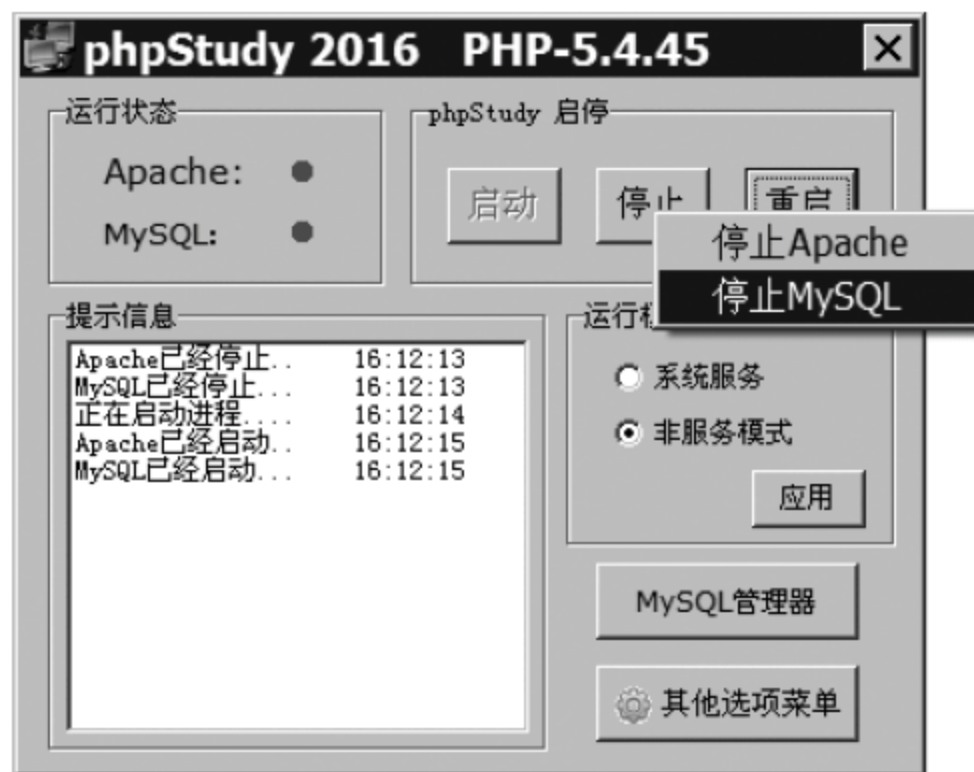 phpStudy 2016 PHP-5.4.45
运行状态
Apache:
MySQL:
phpStudy 启停
启动
停止
重启
停止Apache
停止MySQL
提示信息
Apache已经停止.. 16:12:13
MySQL已经停止... 16:12:13
正在启动进程.... 16:12:14
Apache已经启动.. 16:12:15
MySQL已经启动... 16:12:15
运行
系统服务
非服务模式
应用
MySQL管理器
其他选项菜单